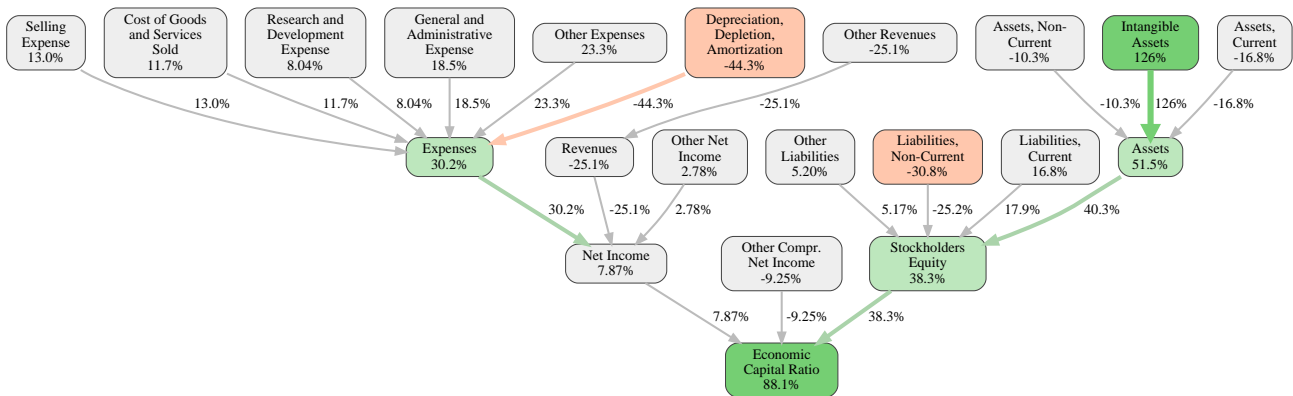 Selling
Expense
13.0%
Cost of Goods
and Services
Sold
11.7%
Research and
Development
Expense
8.04%
General and
Administrative
Expense
18.5%
Other Expenses
23.3%
Depreciation,
Depletion,
Amortization
-44.3%
Other Revenues
-25.1%
Assets, Non-
Current
-10.3%
Intangible
Assets
126%
Assets,
Current
-16.8%
13.0%
11.7%
8.04%
18.5%
23.3%
-44.3%
-25.1%
-10.3%
126%
-16.8%
Expenses
30.2%
Revenues
-25.1%
Other Net
Income
2.78%
Other
Liabilities
5.20%
Liabilities,
Non-Current
-30.8%
Liabilities,
Current
16.8%
Assets
51.5%
30.2%
-25.1%
2.78%
5.17%
-25.2%
17.9%
40.3%
Net Income
7.87%
Other Compr.
Net Income
-9.25%
Stockholders
Equity
38.3%
7.87%
-9.25%
38.3%
Economic
Capital Ratio
88.1%